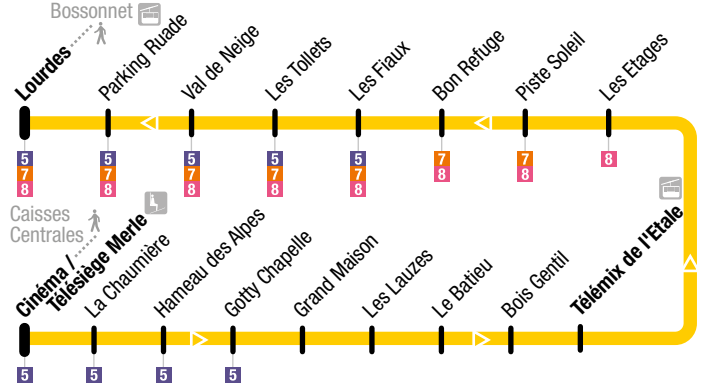 Bossonnet
Lourdes
Parking Ruade
Val de Neige
Les Tollets
Les Fiaux
Bon Refuge
Piste Soleil
Les Etages
5 5 5 5 5 7 7 8
7 7 7 7 7 8 8
8 8 8 8 8
Caisses
Centrales
Cinéma /
Télésiège Merle
La Chaumière
Hameau des Alpes
Gotty Chapelle
Grand Maison
Les Lauzes
Le Batieu
Bois Gentil
Télémix de l'Etale
5 5 5 5